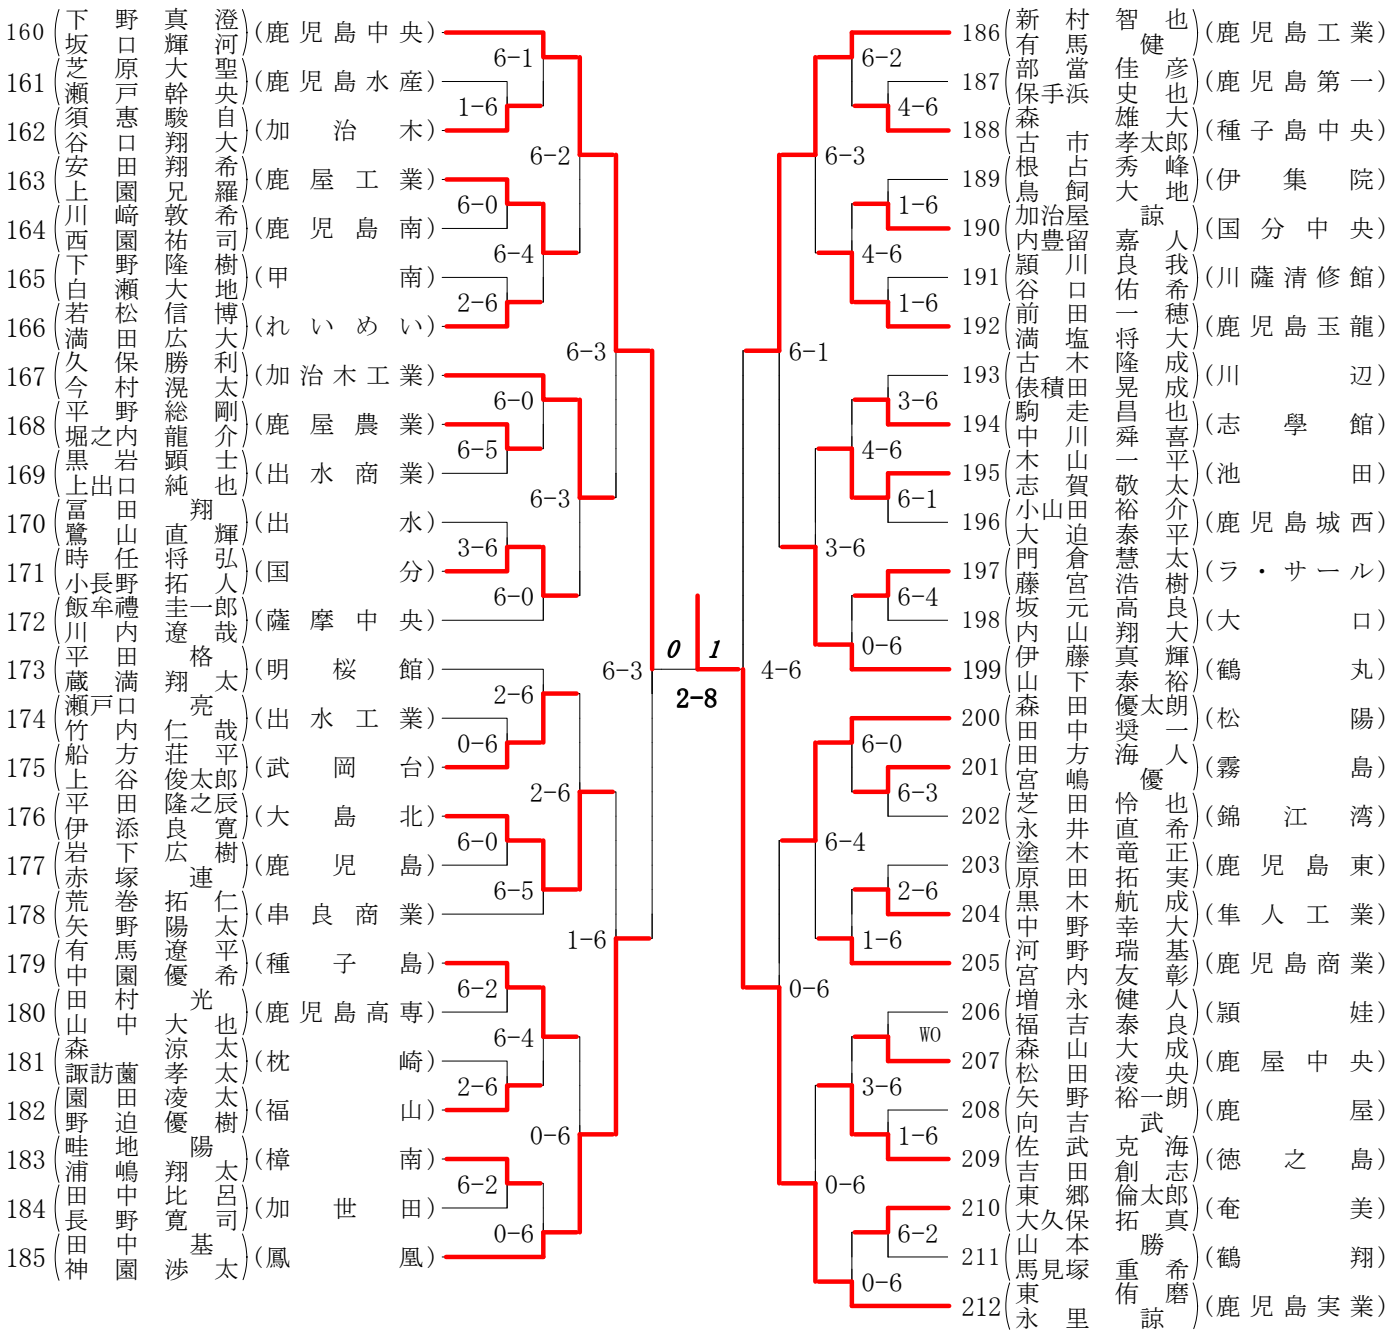 160 (下野真澄 坂口輝河) (鹿児島中央)
161 (芝原大聖 瀬戸幹央) (鹿児島水産)
162 (須惠駿自 谷口翔大) (加治木)
163 (安田翔希 上園兄羅) (鹿屋工業)
164 (川﨑敦希 西園祐司) (鹿児島南)
165 (下野隆樹 白瀬大地) (甲南)
166 (若松信博 満田広大) (れいめい)
167 (久保勝利 今村滉太) (加治木工業)
168 (平野総剛 堀之内龍介) (鹿屋農業)
169 (黒岩顕士 上出口純也) (出水商業)
170 (冨田翔 鷺山直輝) (出水)
171 (時任将弘 小長野拓人) (国分)
172 (飯牟禮圭一郎 川内遼哉) (薩摩中央)
173 (平田格 蔵満翔太) (明桜館)
174 (瀬戸口亮 竹内仁哉) (出水工業)
175 (船方荘平 上谷俊太郎) (武岡台)
176 (平田隆之辰 伊添良寛) (大島北)
177 (岩下広樹 赤塚連) (鹿児島)
178 (荒巻拓仁 矢野陽太) (串良商業)
179 (有馬遼平 中園優希) (種子島)
180 (田村光 山中大也) (鹿児島高専)
181 (森涼太 諏訪薗孝太) (枕崎)
182 (園田凌太 野迫優樹) (福山)
183 (畦地陽 浦嶋翔太) (樟南)
184 (田中比呂 長野寛司) (加世田)
185 (田中基 神園渉太) (鳳凰)
6-1
1-6
6-2
6-0
6-4
2-6
6-3
6-0
6-5
6-3
3-6
6-0
6-3
2-6
0-6
2-6
6-0
6-5
1-6
6-2
6-4
2-6
0-6
6-2
0-6
0 1
2-8
6-2
4-6
6-3
1-6
4-6
1-6
6-1
3-6
4-6
6-1
3-6
6-4
0-6
4-6
6-0
6-3
6-4
2-6
1-6
0-6
WO
3-6
1-6
0-6
6-2
0-6
186 (新村智也 有馬健) (鹿児島工業)
187 (部當佳彦 保手浜史也) (鹿児島第一)
188 (森雄大 古市孝太郎) (種子島中央)
189 (根占秀峰 鳥飼大地) (伊集院)
190 (加治屋諒 内豊留嘉人) (国分中央)
191 (頴川良我 谷口佑希) (川薩清修館)
192 (前田一穂 満塩将大) (鹿児島玉龍)
193 (古木隆成 俵積田晃成) (川辺)
194 (駒走昌也 中川舜喜) (志學館)
195 (木山一平 志賀敬太) (池田)
196 (小山田裕介 大迫泰平) (鹿児島城西)
197 (門倉慧太 藤宮浩樹) (ラ・サール)
198 (坂元高良 内山翔大) (大口)
199 (伊藤真輝 山下泰裕) (鶴丸)
200 (森田優太朗 田中奨一) (松陽)
201 (田方海人 宮嶋優) (霧島)
202 (芝田怜也 永井直希) (錦江湾)
203 (塗木竜正 原田拓実) (鹿児島東)
204 (黒木航成 中野幸大) (隼人工業)
205 (河野瑞基 宮内友彰) (鹿児島商業)
206 (増永健人 福吉泰良) (頴娃)
207 (森山大成 松田凌央) (鹿屋中央)
208 (矢野裕一朗 向吉武) (鹿屋)
209 (佐武克海 吉田創志) (徳之島)
210 (東郷倫太郎 大久保拓真) (奄美)
211 (山本勝 馬見塚重希) (鶴翔)
212 (東侑磨 永里諒) (鹿児島実業)